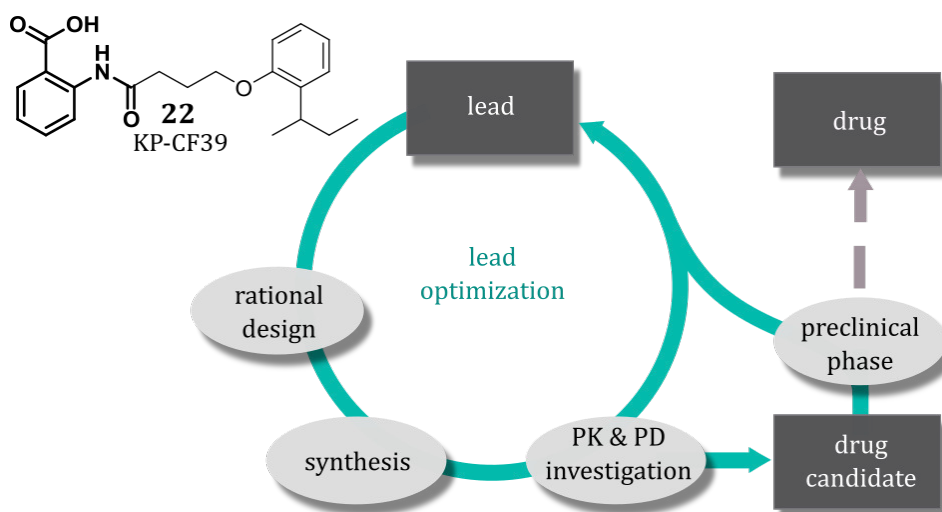 O
OH
H
N
O
O
22
KP-CF39
lead
drug
lead
optimization
rational
design
preclinical
phase
synthesis
PK & PD
investigation
drug
candidate